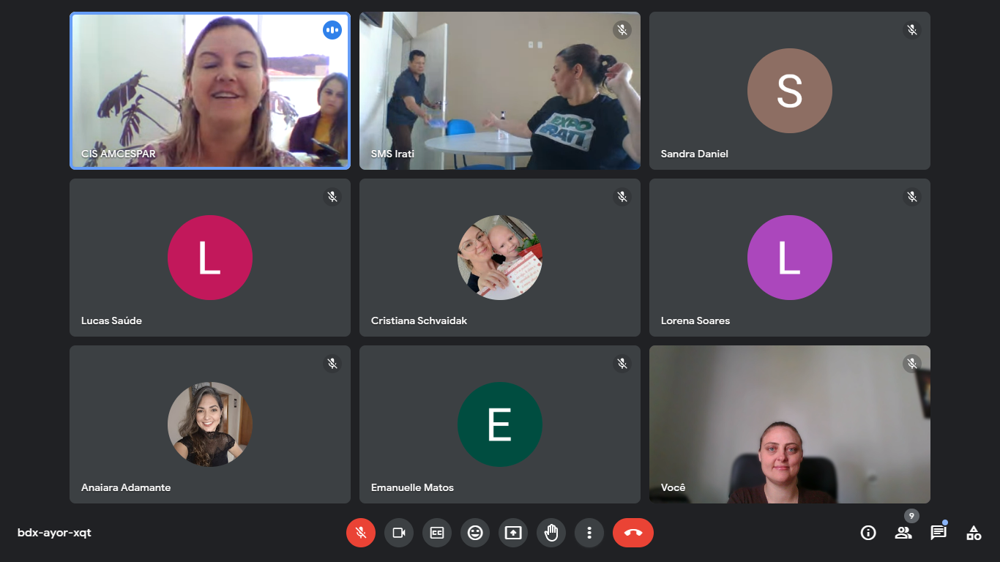 CIS AMCESPAR
EXPO
IRATI
SMS Irati
S
Sandra Daniel
L
Lucas Saúde
Cristiana Schvaidak
L
Lorena Soares
Anaiara Adamante
E
Emanuelle Matos
Você
bdx-ayor-xqt
CC
9